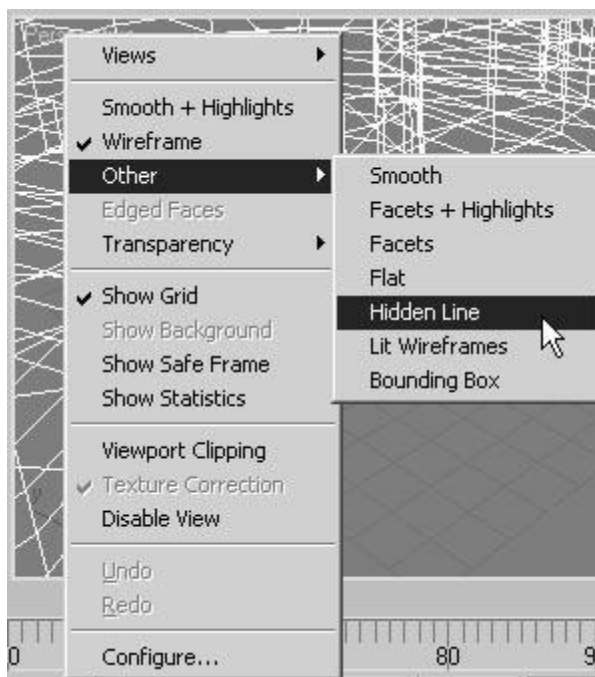 Views
Smooth + Highlights
Wireframe
Other
Edged Faces
Transparency
Show Grid
Show Background
Show Safe Frame
Show Statistics
Viewport Clipping
Texture Correction
Disable View
Undo
Redo
Configure...
Smooth
Facets + Highlights
Facets
Flat
Hidden Line
Lit Wireframes
Bounding Box
0 80 9